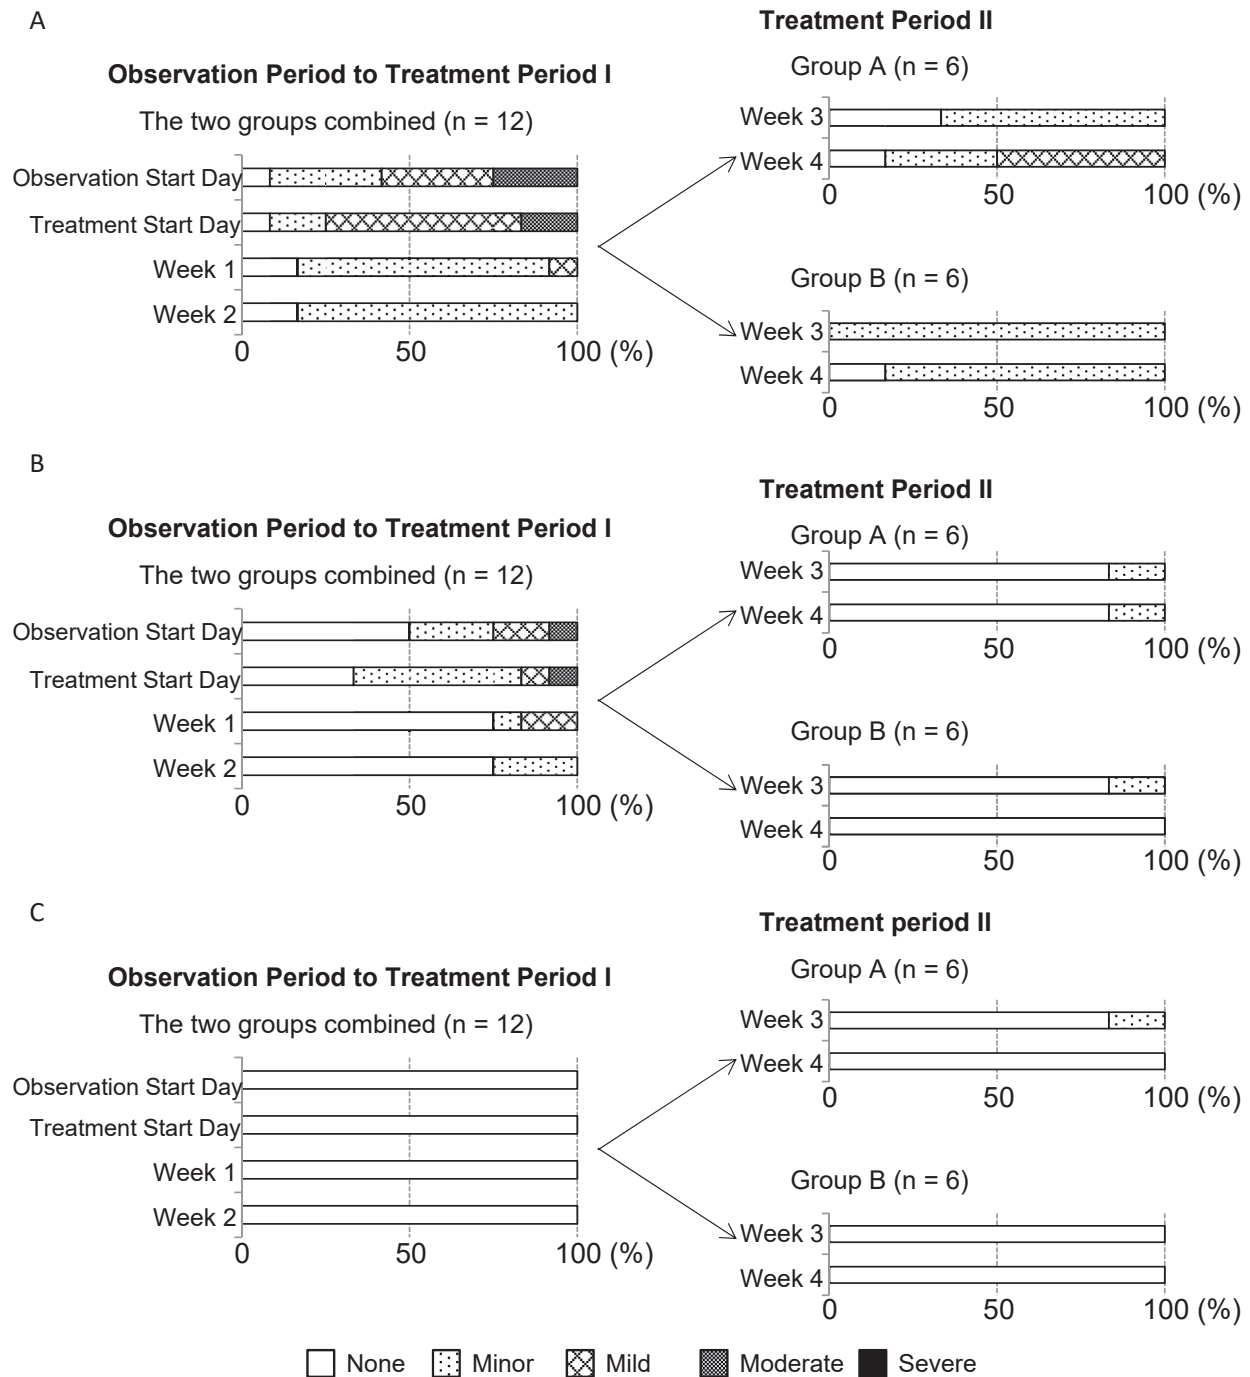 A
Treatment Period II
Observation Period to Treatment Period I
Group A (n = 6)
The two groups combined (n = 12)
Week 3
Week 4
0 50 100 (%)
Observation Start Day
Treatment Start Day
Week 1
Week 2
0 50 100 (%)
Group B (n = 6)
Week 3
Week 4
0 50 100 (%)
B
Treatment Period II
Observation Period to Treatment Period I
Group A (n = 6)
The two groups combined (n = 12)
Week 3
Week 4
0 50 100 (%)
Observation Start Day
Treatment Start Day
Week 1
Week 2
0 50 100 (%)
Group B (n = 6)
Week 3
Week 4
0 50 100 (%)
C
Treatment period II
Observation Period to Treatment Period I
Group A (n = 6)
The two groups combined (n = 12)
Week 3
Week 4
0 50 100 (%)
Observation Start Day
Treatment Start Day
Week 1
Week 2
0 50 100 (%)
Group B (n = 6)
Week 3
Week 4
0 50 100 (%)
None Minor Mild Moderate Severe